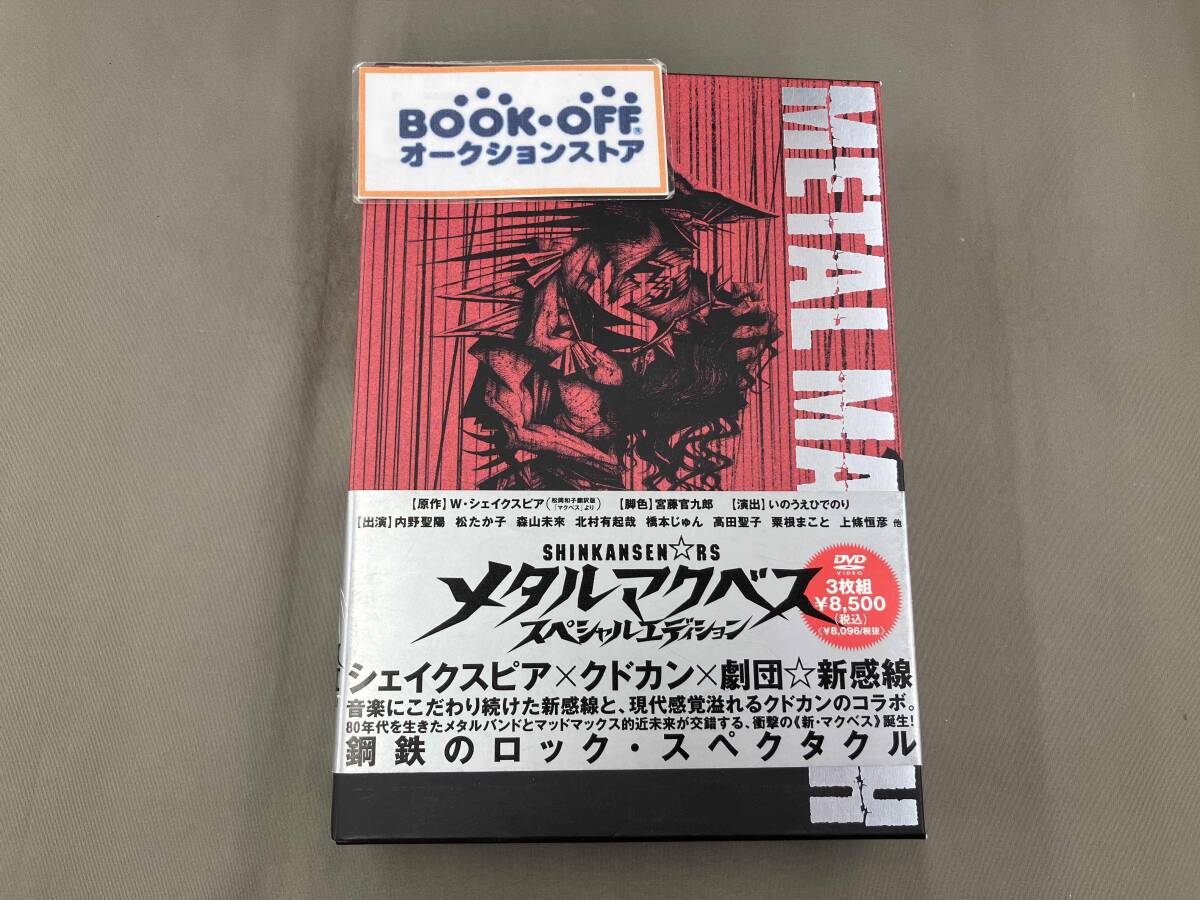 BOOK・OFF®
オークションストア
METAL MA
H
【原作】W・シェイクスピア(松岡和子翻訳版「マクベス」より) 【脚色】宮藤官九郎 【演出】いのうえひでのり
【出演】内野聖陽 松たか子 森山未來 北村有起哉 橋本じゅん 高田聖子 粟根まこと 上條恒彦 他
SHINKANSEN☆RS
メタルマクベス
スペシャルエディション
DVD
VIDEO
3枚組
¥8,500
(税込)
(¥8,096/税抜)
シェイクスピア×クドカン×劇団☆新感線
音楽にこだわり続けた新感線と、現代感覚溢れるクドカンのコラボ。
80年代を生きたメタルバンドとマッドマックス的近未来が交錯する、衝撃の《新・マクベス》誕生!
鋼鉄のロック・スペクタクル